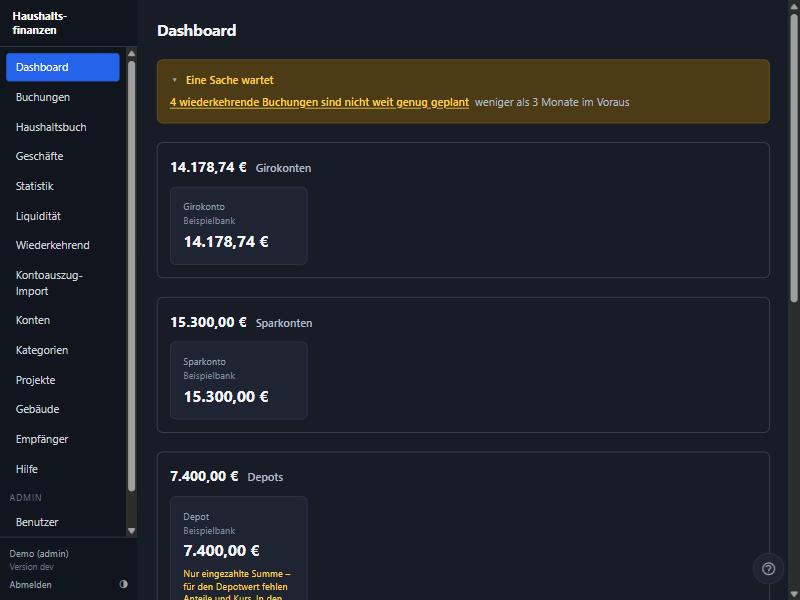 Haushalts-
finanzen
Dashboard
Buchungen
Haushaltsbuch
Geschäfte
Statistik
Liquidität
Wiederkehrend
Kontoauszug-
Import
Konten
Kategorien
Projekte
Gebäude
Empfänger
Hilfe
ADMIN
Benutzer
Demo (admin)
Version dev
Abmelden
Dashboard
Eine Sache wartet
4 wiederkehrende Buchungen sind nicht weit genug geplant weniger als 3 Monate im Voraus
14.178,74 € Girokonten
Girokonto
Beispielbank
14.178,74 €
15.300,00 € Sparkonten
Sparkonto
Beispielbank
15.300,00 €
7.400,00 € Depots
Depot
Beispielbank
7.400,00 €
Nur eingezahlte Summe –
für den Depotwert fehlen
Anteile und Kurs. In den